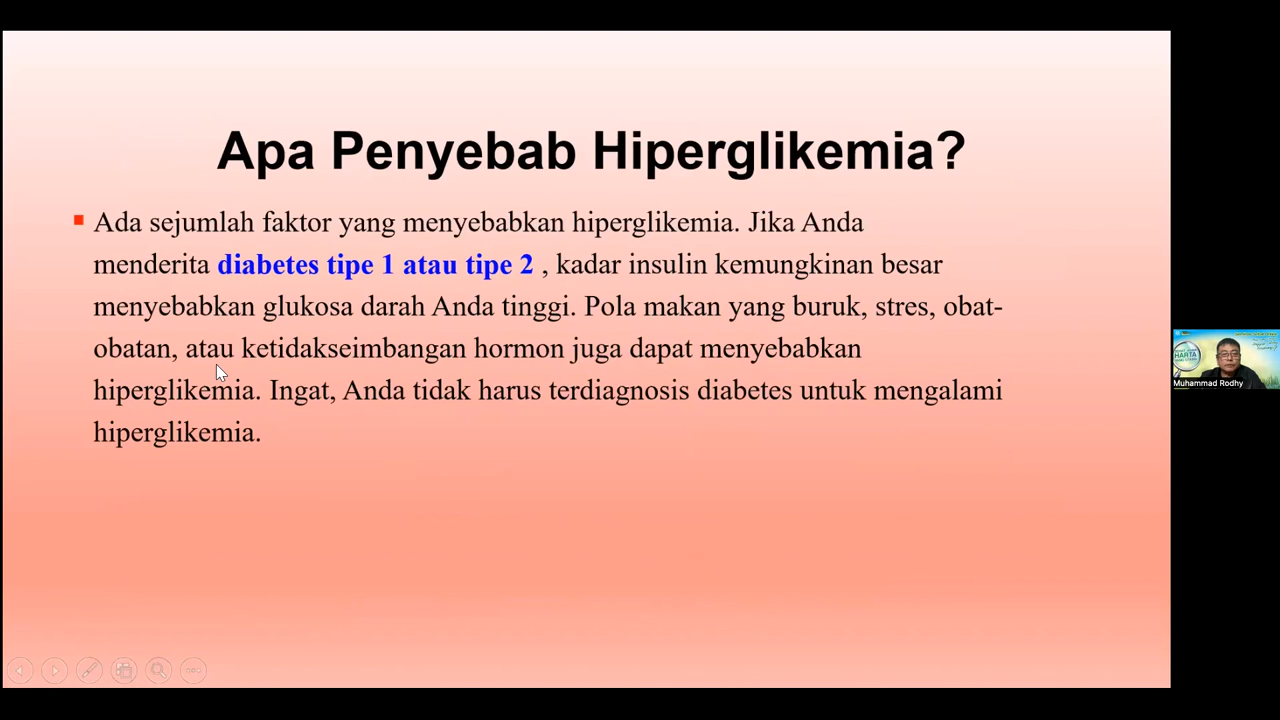 Apa Penyebab Hiperglikemia?
Ada sejumlah faktor yang menyebabkan hiperglikemia. Jika Anda
menderita diabetes tipe 1 atau tipe 2 , kadar insulin kemungkinan besar
menyebabkan glukosa darah Anda tinggi. Pola makan yang buruk, stres, obat-
obatan, atau ketidakseimbangan hormon juga dapat menyebabkan
hiperglikemia. Ingat, Anda tidak harus terdiagnosis diabetes untuk mengalami
hiperglikemia.
HARTA
Muhammad Rodhy